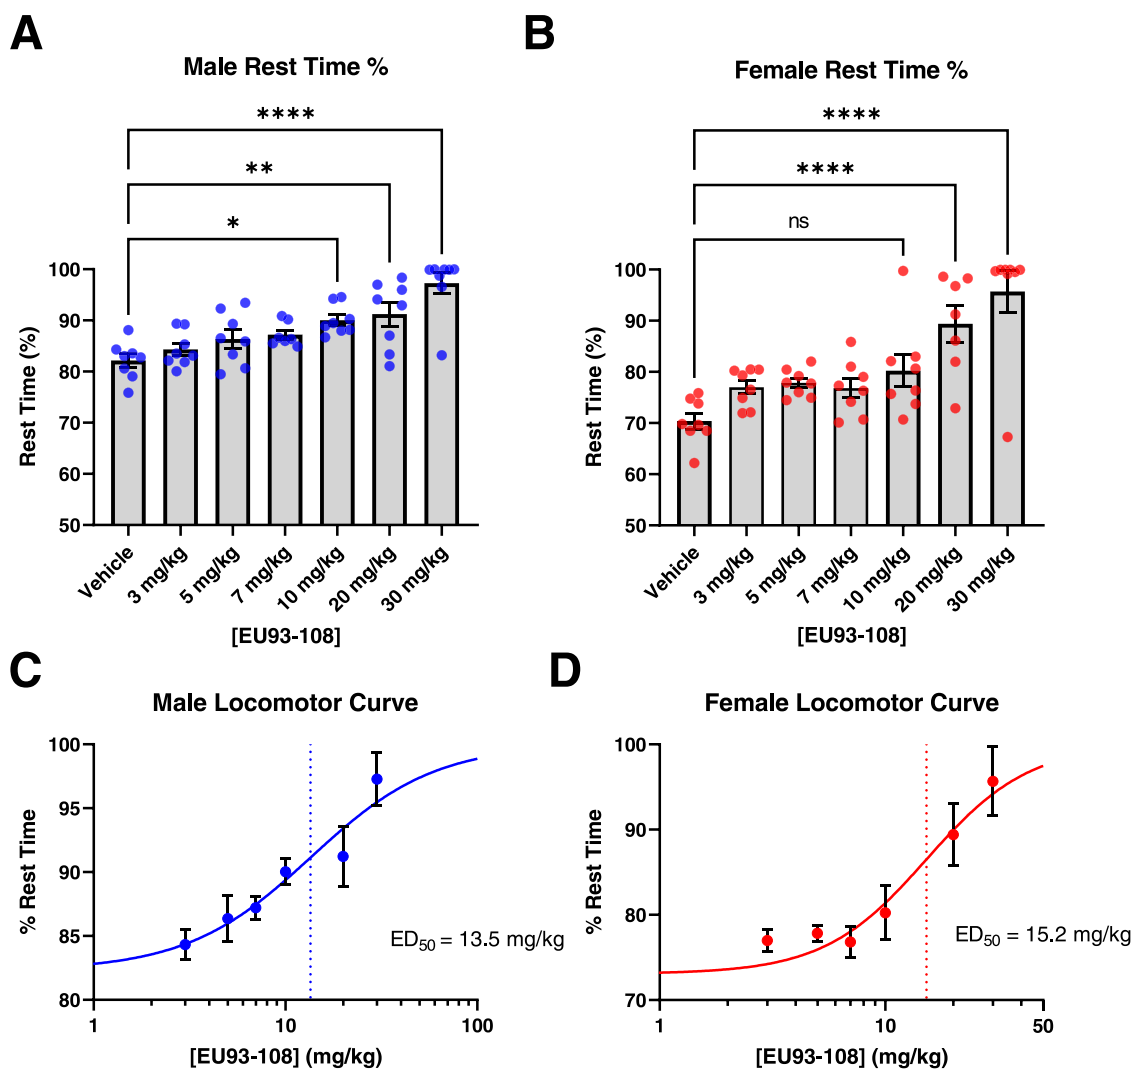 A
Male Rest Time %
****
**
*
100
90
80
70
60
50
Rest Time (%)
Vehicle
3 mg/kg
5 mg/kg
7 mg/kg
10 mg/kg
20 mg/kg
30 mg/kg
[EU93-108]
B
Female Rest Time %
****
****
ns
100
90
80
70
60
50
Rest Time (%)
Vehicle
3 mg/kg
5 mg/kg
7 mg/kg
10 mg/kg
20 mg/kg
30 mg/kg
[EU93-108]
C
Male Locomotor Curve
100
95
90
85
80
% Rest Time
ED50 = 13.5 mg/kg
1
10
100
[EU93-108] (mg/kg)
D
Female Locomotor Curve
100
90
80
70
% Rest Time
ED50 = 15.2 mg/kg
1
10
50
[EU93-108] (mg/kg)